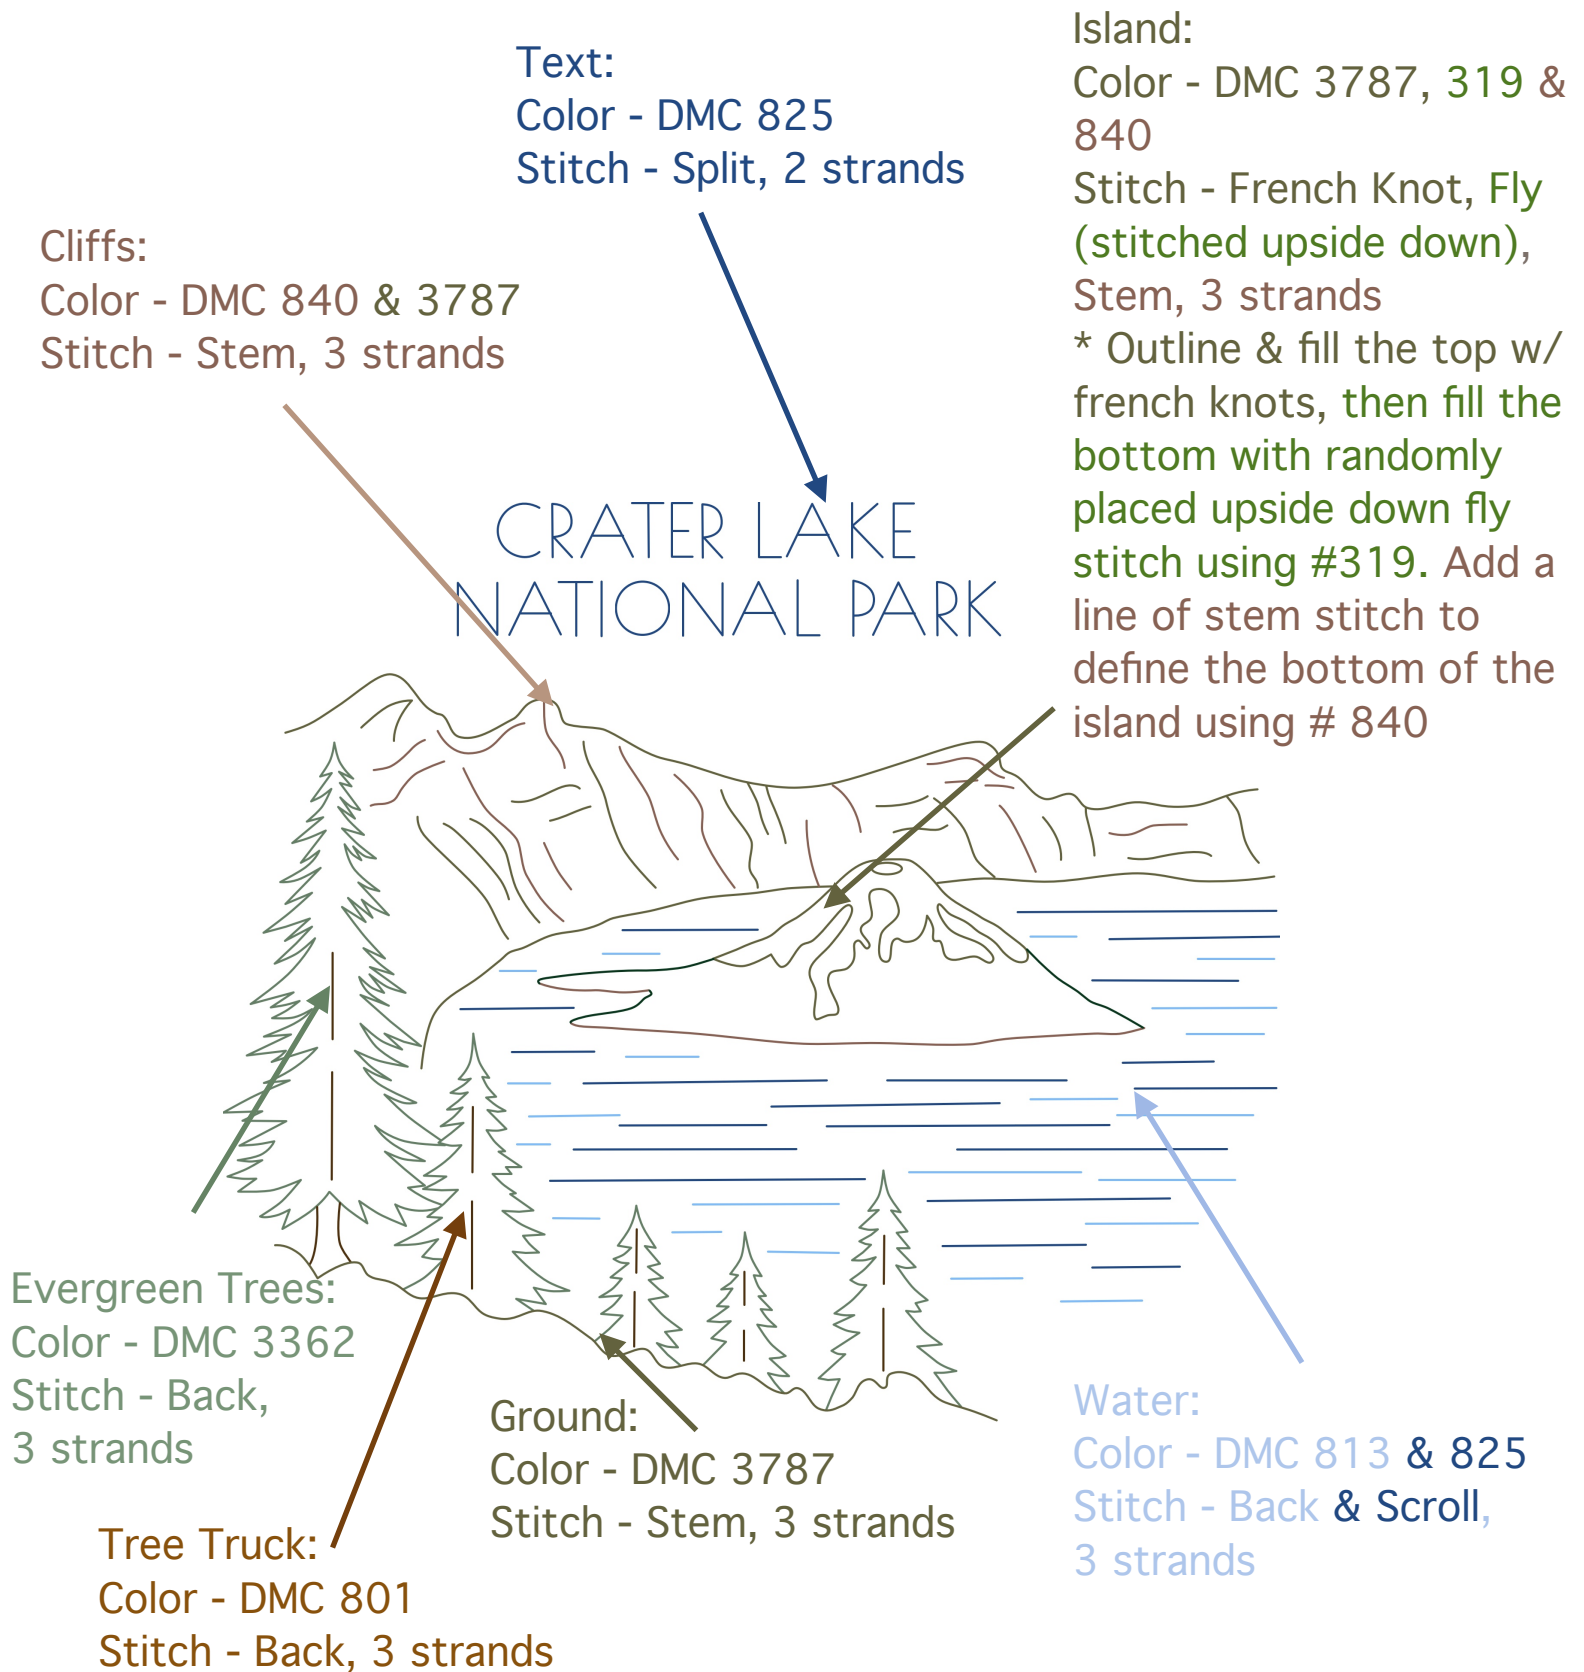 Text:
Color - DMC 825
Stitch - Split, 2 strands
Island:
Color - DMC 3787, 319 &
840
Stitch - French Knot, Fly
(stitched upside down),
Stem, 3 strands
* Outline & fill the top w/
french knots, then fill the
bottom with randomly
placed upside down fly
stitch using #319. Add a
line of stem stitch to
define the bottom of the
island using # 840
Cliffs:
Color - DMC 840 & 3787
Stitch - Stem, 3 strands
CRATER LAKE
NATIONAL PARK
Evergreen Trees:
Color - DMC 3362
Stitch - Back,
3 strands
Tree Truck:
Color - DMC 801
Stitch - Back, 3 strands
Ground:
Color - DMC 3787
Stitch - Stem, 3 strands
Water:
Color - DMC 813 & 825
Stitch - Back & Scroll,
3 strands